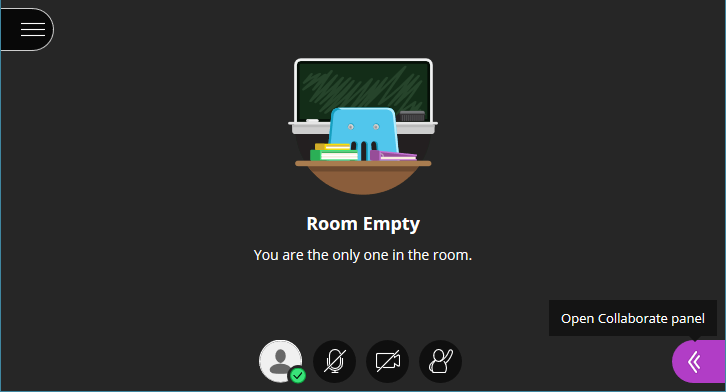 Room Empty
You are the only one in the room.
Open Collaborate panel